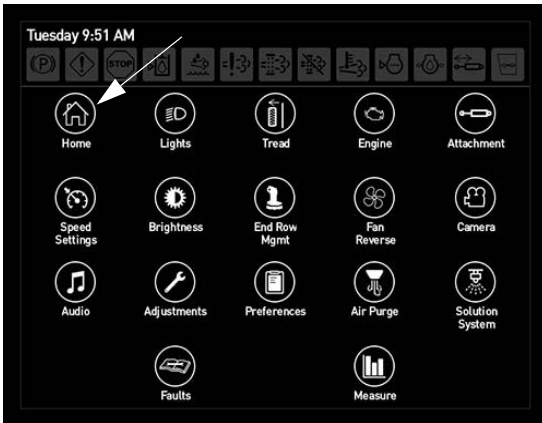 Tuesday 9:51 AM
(P) STOP
Home Lights Tread Engine Attachment
Speed Settings Brightness End Row Mgmt Fan Reverse Camera
Audio Adjustments Preferences Air Purge Solution System
Faults Measure